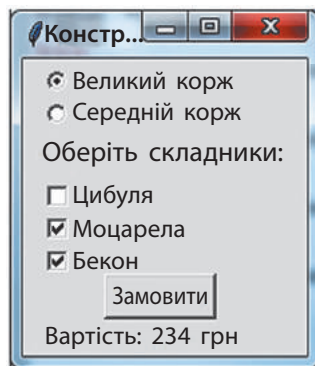 Констр...
Великий корж
Середній корж
Оберіть складники:
Цибуля
Моцарела
Бекон
Замовити
Вартість: 234 грн